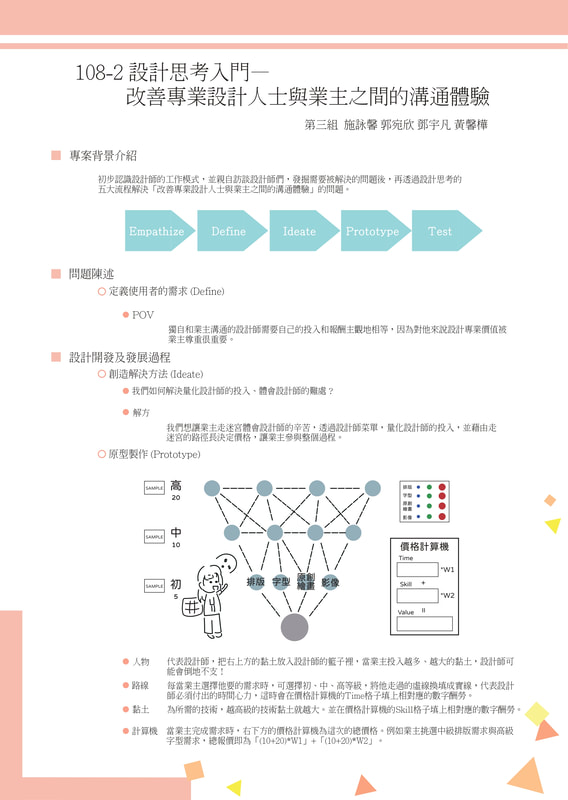 108-2 設計思考入門—
改善專業設計人士與業主之間的溝通體驗
第三組 施詠馨 郭宛欣 鄧宇凡 黃馨樺
專案背景介紹
初步認識設計師的工作模式，並親自訪談設計師們，發掘需要被解決的問題後，再透過設計思考的
五大流程解決「改善專業設計人士與業主之間的溝通體驗」的問題。
Empathize Define Ideate Prototype Test
問題陳述
定義使用者的需求 (Define)
POV
獨自和業主溝通的設計師需要自己的投入和報酬主觀地相等，因為對他來說設計專業價值被
業主尊重很重要。
設計開發及發展過程
創造解決方法 (Ideate)
我們如何解決量化設計師的投入、體會設計師的難處？
解方
我們想讓業主走迷宮體會設計師的辛苦，透過設計師菜單，量化設計師的投入，並藉由走
迷宮的路徑長決定價格，讓業主參與整個過程。
原型製作 (Prototype)
SAMPLE 高
20
SAMPLE 中
10
SAMPLE 初
5
排版 字型 原創繪畫 影像
排版
字型
原創
繪畫
影像
價格計算機
Time
*W1
Skill +
*W2
Value =
人物 代表設計師，把右上方的黏土放入設計師的籃子裡，當業主投入越多、越大的黏土，設計師可
能會倒地不支！
路線 每當業主選擇他要的需求時，可選擇初、中、高等級，將他走過的虛線換成實線，代表設計
師必須付出的時間心力，這時會在價格計算機的Time格子填上相對應的數字酬勞。
黏土 為所需的技術，越高級的技術黏土就越大。並在價格計算機的Skill格子填上相對應的數字酬勞。
計算機 當業主完成需求時，右下方的價格計算機為這次的總價格。例如業主挑選中級排版需求與高級
字型需求，總報價即為「(10+20)*W1」+「(10+20)*W2」。